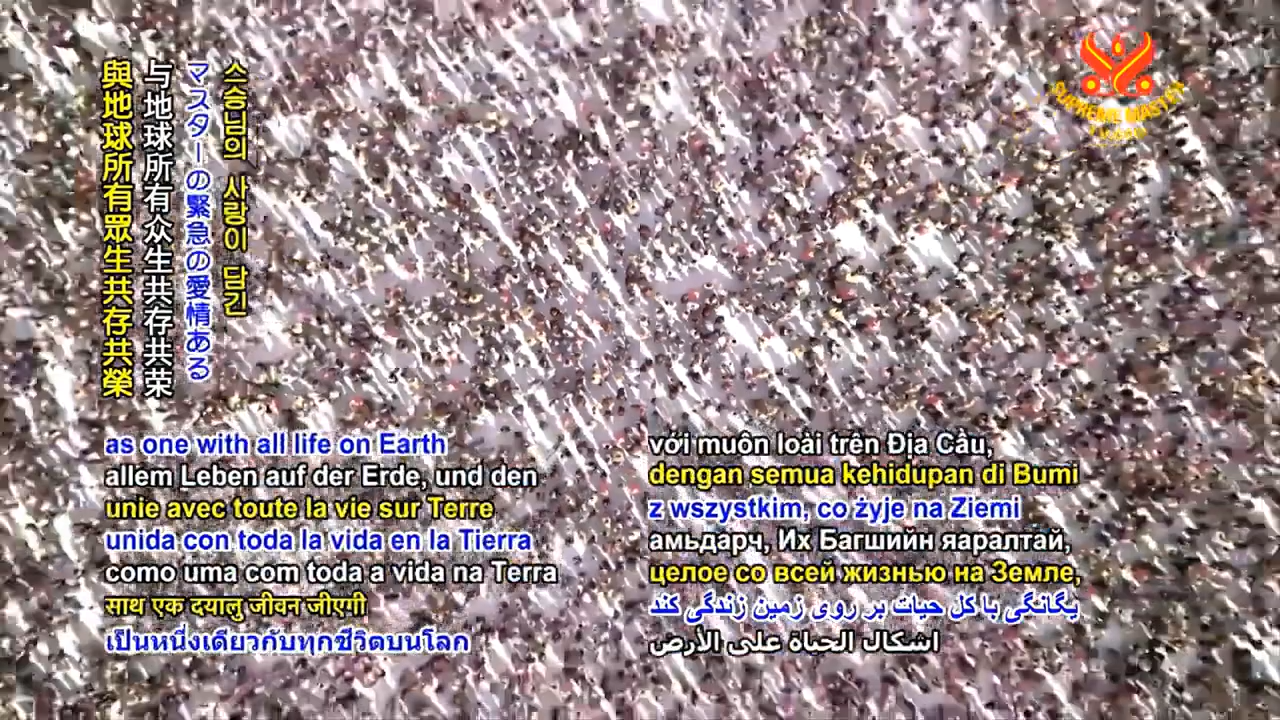 與地球所有眾生共存共榮
与地球所有众生共存共荣
マスターの緊急の愛情ある
스승님의 사랑이 담긴
SUPREME MASTER
as one with all life on Earth
allem Leben auf der Erde, und den
unie avec toute la vie sur Terre
unida con toda la vida en la Tierra
como uma com toda a vida na Terra
साथ एक दयालु जीवन जीएगी
เป็นหนึ่งเดียวกับทุกชีวิตบนโลก
với muôn loài trên Địa Cầu,
dengan semua kehidupan di Bumi
z wszystkim, co żyje na Ziemi
амьдарч, Их Багшийн яаралтай,
целое со всей жизнью на Земле,
یگانگی با کل حیات بر روی زمین زندگی کند
اشكال الحياة على الأرض